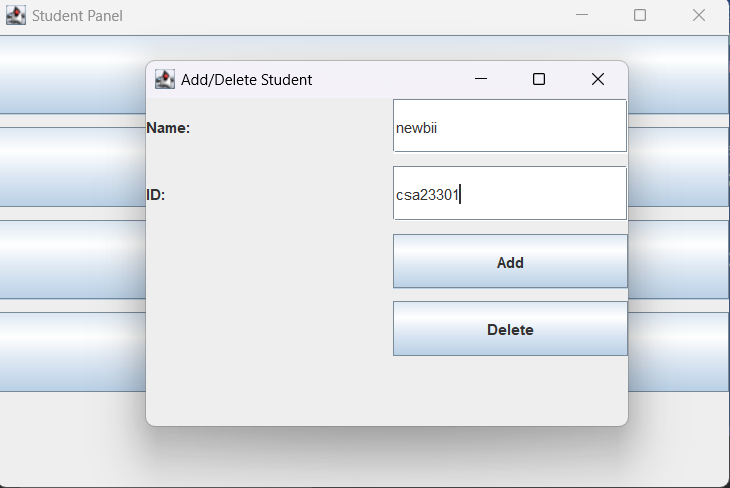 Student Panel
Add/Delete Student
Name:
newbii
ID:
csa23301
Add
Delete